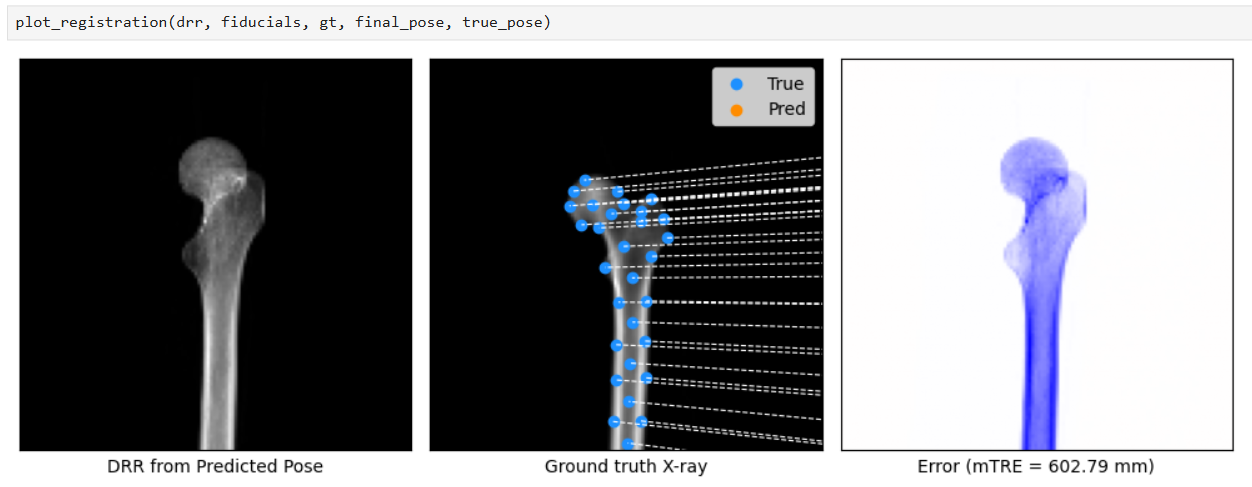 plot_registration(drr, fiducials, gt, final_pose, true_pose)
True
Pred
DRR from Predicted Pose
Ground truth X-ray
Error (mTRE = 602.79 mm)